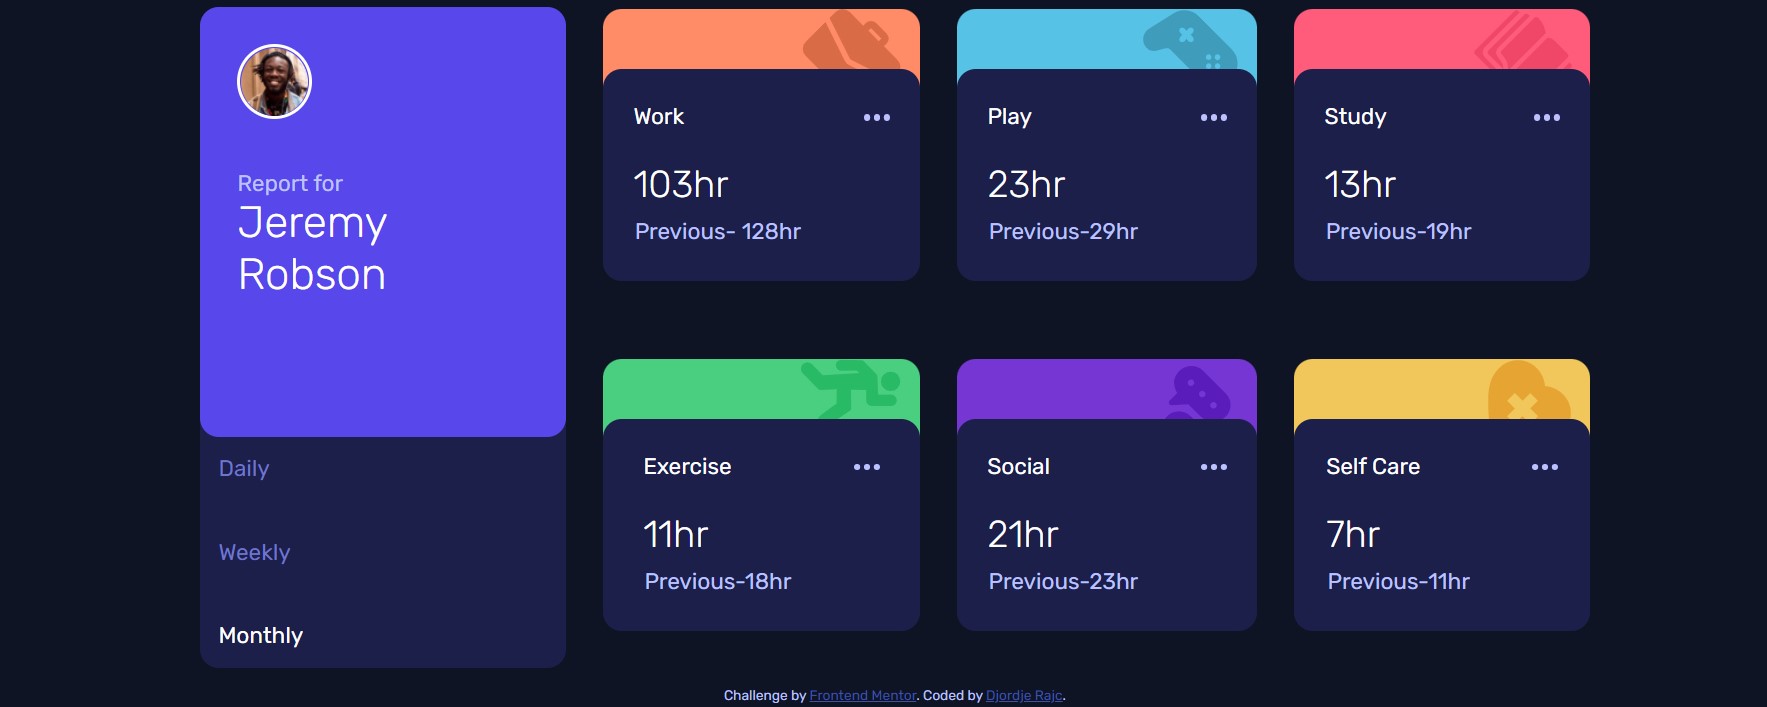 Report for
Jeremy
Robson
Daily
Weekly
Monthly
Work
103hr
Previous- 128hr
Play
23hr
Previous-29hr
Study
13hr
Previous-19hr
Exercise
11hr
Previous-18hr
Social
21hr
Previous-23hr
Self Care
7hr
Previous-11hr
Challenge by Frontend Mentor. Coded by Djordje Rajc.